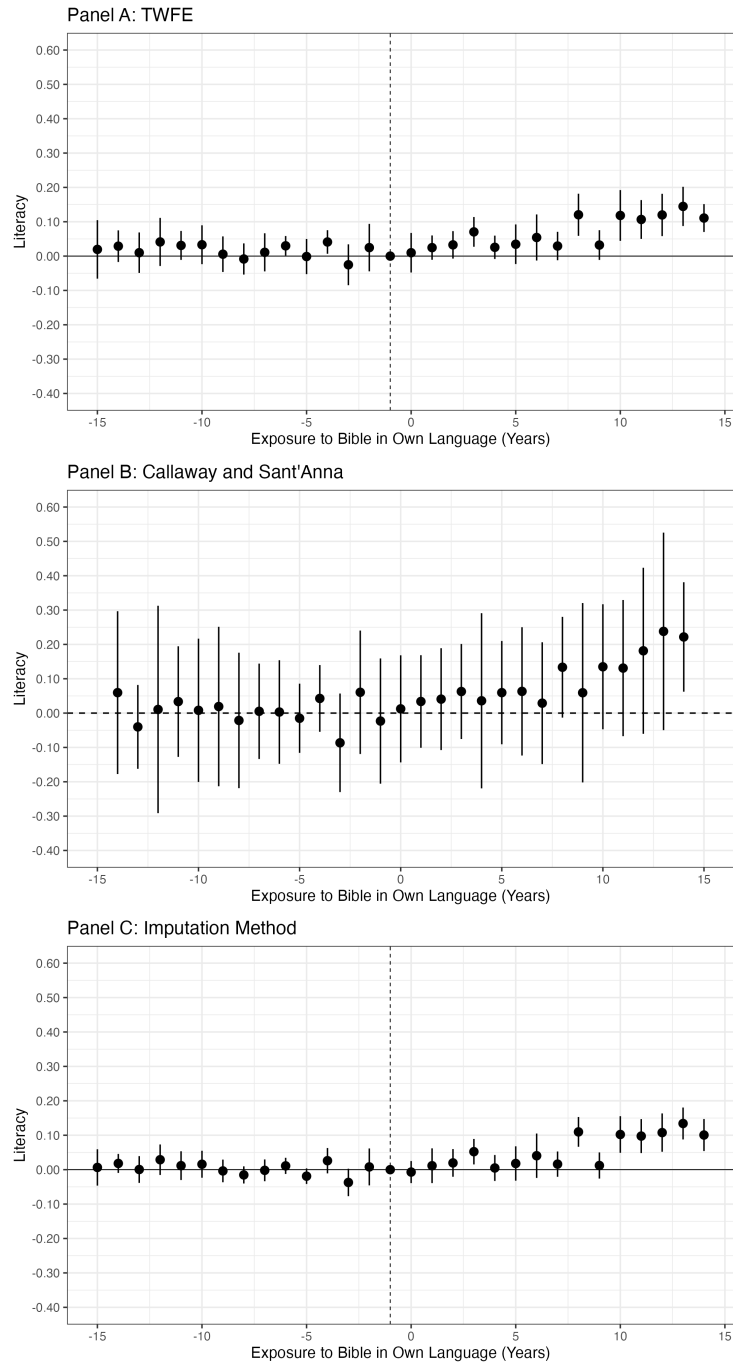 Panel A: TWFE
0.60
0.50
0.40
0.30
0.20
0.10
0.00
-0.10
-0.20
-0.30
-0.40
Literacy
-15 -10 -5 0 5 10 15
Exposure to Bible in Own Language (Years)
Panel B: Callaway and Sant'Anna
0.60
0.50
0.40
0.30
0.20
0.10
0.00
-0.10
-0.20
-0.30
-0.40
Literacy
-15 -10 -5 0 5 10 15
Exposure to Bible in Own Language (Years)
Panel C: Imputation Method
0.60
0.50
0.40
0.30
0.20
0.10
0.00
-0.10
-0.20
-0.30
-0.40
Literacy
-15 -10 -5 0 5 10 15
Exposure to Bible in Own Language (Years)